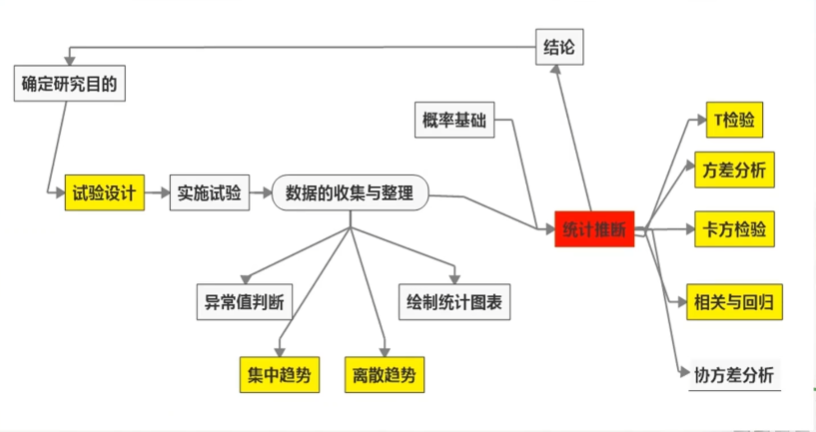 结论
确定研究目的
概率基础
T检验
方差分析
试验设计
实施试验
数据的收集与整理
统计推断
卡方检验
异常值判断
绘制统计图表
相关与回归
集中趋势
离散趋势
协方差分析